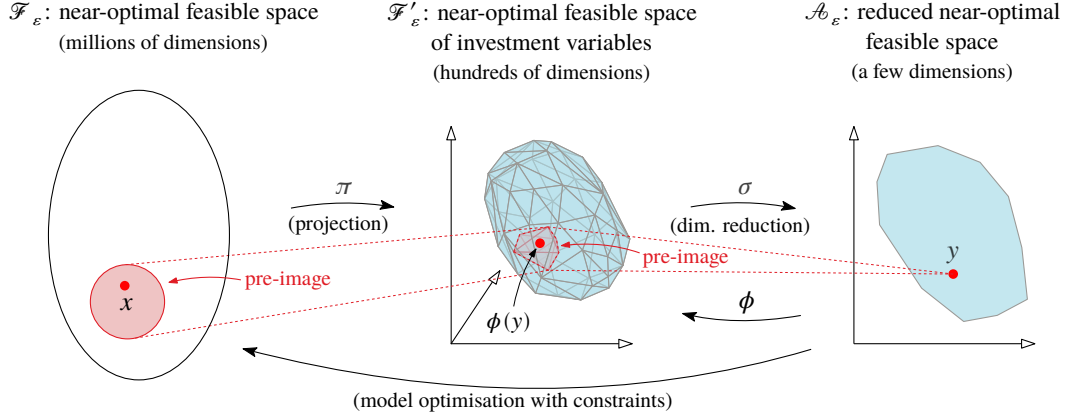 ℱ_ε: near-optimal feasible space
(millions of dimensions)
ℱ′_ε: near-optimal feasible space
of investment variables
(hundreds of dimensions)
𝒜_ε: reduced near-optimal
feasible space
(a few dimensions)
π
(projection)
σ
(dim. reduction)
pre-image
x
pre-image
ϕ(y)
y
ϕ
(model optimisation with constraints)